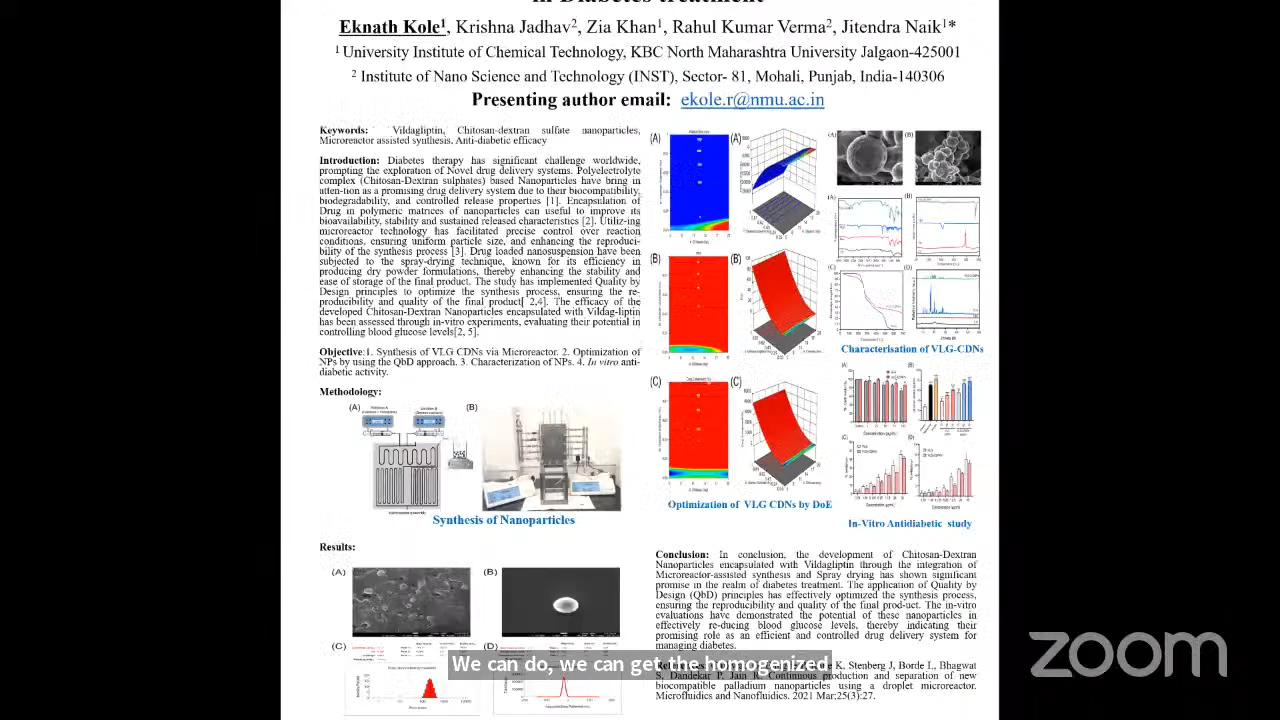 in Diabetes treatment
Eknath Kole¹, Krishna Jadhav², Zia Khan¹, Rahul Kumar Verma², Jitendra Naik¹*
¹ University Institute of Chemical Technology, KBC North Maharashtra University Jalgaon-425001
² Institute of Nano Science and Technology (INST), Sector- 81, Mohali, Punjab, India-140306
Presenting author email: ekole.r@nmu.ac.in
Keywords: Vildagliptin, Chitosan-dextran sulfate nanoparticles,
Microreactor assisted synthesis, Anti-diabetic efficacy
Introduction: Diabetes therapy has significant challenge worldwide,
prompting the exploration of Novel drug delivery systems. Polyelectrolyte
complex (Chitosan-Dextran sulphates) based Nanoparticles have bring in
atten-tion as a promising drug delivery system due to their biocompatibility,
biodegradability, and controlled release properties [1]. Encapsulation of
Drug in polymeric matrices of nanoparticles can useful to improve its
bioavailability, stability and sustained released characteristics [2]. Utiliz-ing
microreactor technology has facilitated precise control over reaction
conditions, ensuring uniform particle size, and enhancing the reproduci-
bility of the synthesis process [3]. Drug loaded nanosuspension have been
subjected to the spray-drying technique, known for its efficiency in
producing dry powder formulations, thereby enhancing the stability and
ease of storage of the final product. The study has implemented Quality by
Design principles to optimize the synthesis process, ensuring the re-
producibility and quality of the final product[ 2,4]. The efficacy of the
developed Chitosan-Dextran Nanoparticles encapsulated with Vildag-liptin
has been assessed through in-vitro experiments, evaluating their potential in
controlling blood glucose levels[2, 5].
Objective:1. Synthesis of VLG CDNs via Microreactor. 2. Optimization of
NPs by using the QbD approach. 3. Characterization of NPs. 4. In vitro anti-
diabetic activity.
Methodology:
(A) (B)
Synthesis of Nanoparticles
Results:
(A) (B)
(C) (D)
(A) (A')
(B) (B')
(C) (C')
Optimization of VLG CDNs by DoE
(A) (B)
(A) (B)
(C) (D)
Characterisation of VLG-CDNs
(A) (B)
(C) (D)
In-Vitro Antidiabetic study
Conclusion: In conclusion, the development of Chitosan-Dextran
Nanoparticles encapsulated with Vildagliptin through the integration of
Microreactor-assisted synthesis and Spray drying has shown significant
promise in the realm of diabetes treatment. The application of Quality by
Design (QbD) principles has effectively optimized the synthesis process,
ensuring the reproducibility and quality of the final prod-uct. The in-vitro
evaluations have demonstrated the potential of these nanoparticles in
effectively re-ducing blood glucose levels, thereby indicating their
promising role as an efficient and controlled drug delivery system for
managing diabetes.
J, Borde L, Bhagwat
S, Dandekar P, Jain R. Continuous production and separation of new
biocompatible palladium nanoparticles using a droplet microreactor.
Microfluidics and Nanofluidics. 2021 Mar;25(3):27.
We can do, we can get the homogenized.
zoom